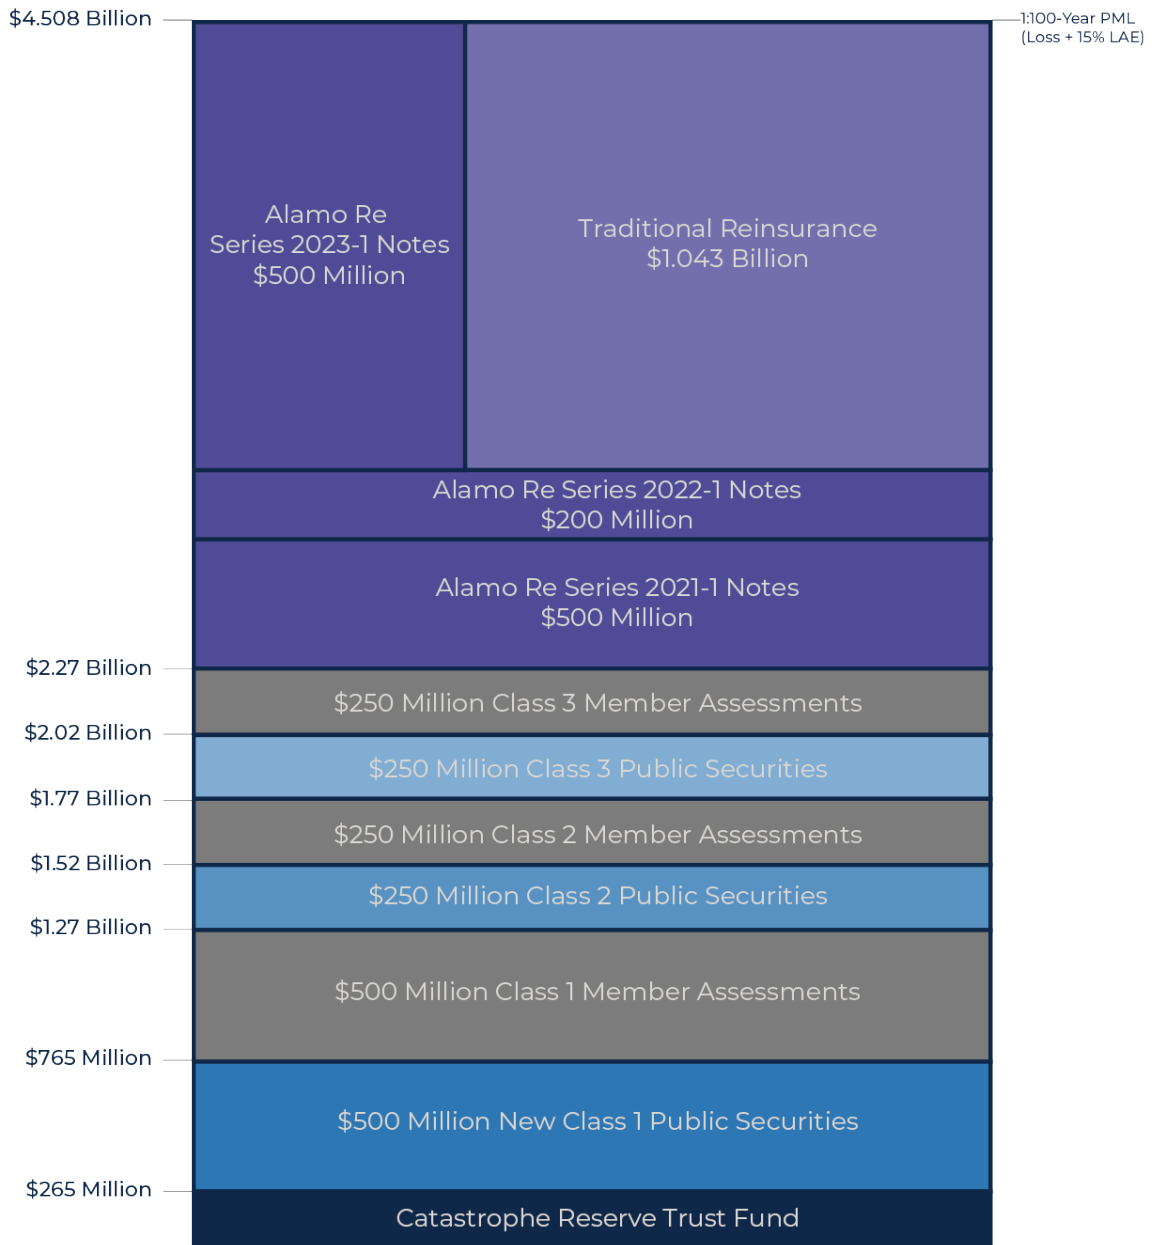 $4.508 Billion
1:100-Year PML
(Loss + 15% LAE)
Alamo Re
Series 2023-1 Notes
$500 Million
Traditional Reinsurance
$1.043 Billion
Alamo Re Series 2022-1 Notes
$200 Million
Alamo Re Series 2021-1 Notes
$500 Million
$2.27 Billion
$250 Million Class 3 Member Assessments
$2.02 Billion
$250 Million Class 3 Public Securities
$1.77 Billion
$250 Million Class 2 Member Assessments
$1.52 Billion
$250 Million Class 2 Public Securities
$1.27 Billion
$500 Million Class 1 Member Assessments
$765 Million
$500 Million New Class 1 Public Securities
$265 Million
Catastrophe Reserve Trust Fund